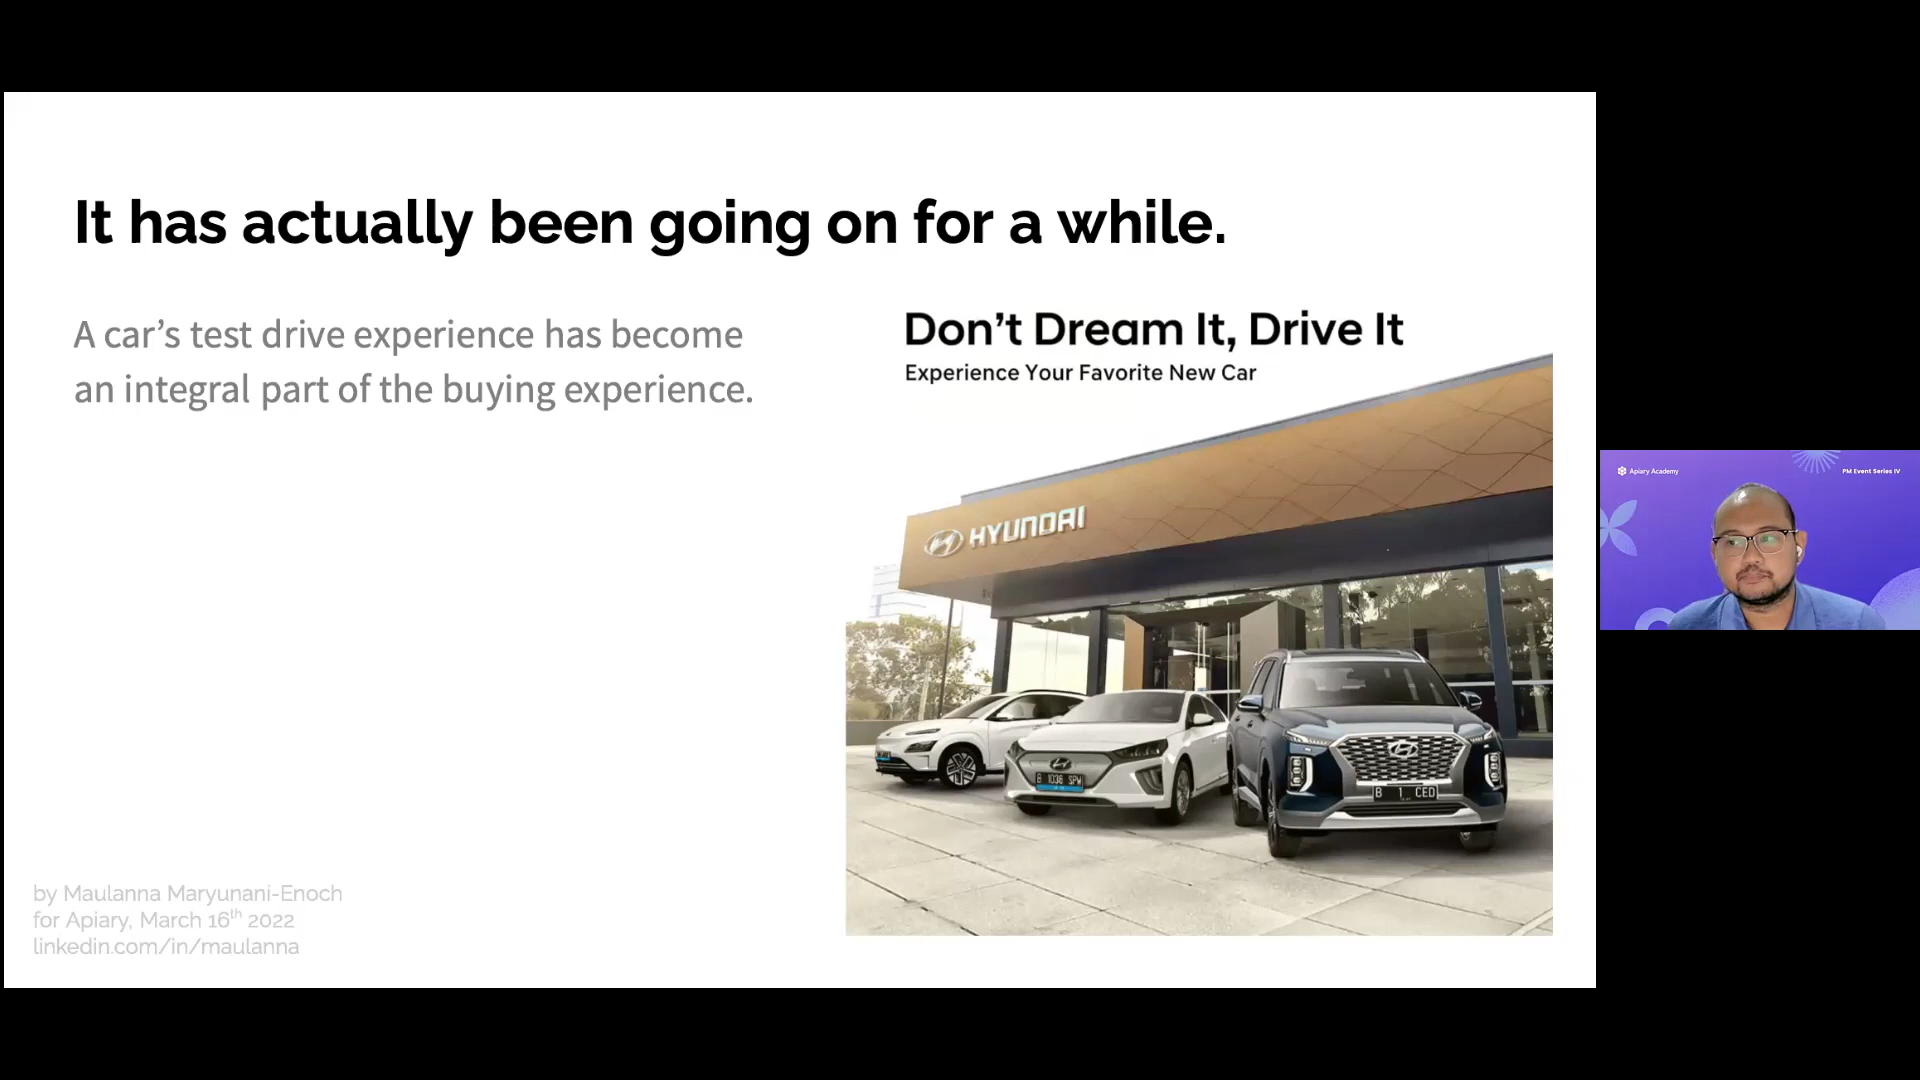 It has actually been going on for a while.
A car’s test drive experience has become
an integral part of the buying experience.
Don’t Dream It, Drive It
Experience Your Favorite New Car
HYUNDAI
B 1036 SPW
B 1 CED
by Maulanna Maryunani-Enoch
for Apiary, March 16th 2022
linkedin.com/in/maulanna
Apiary Academy
PM Event Series IV